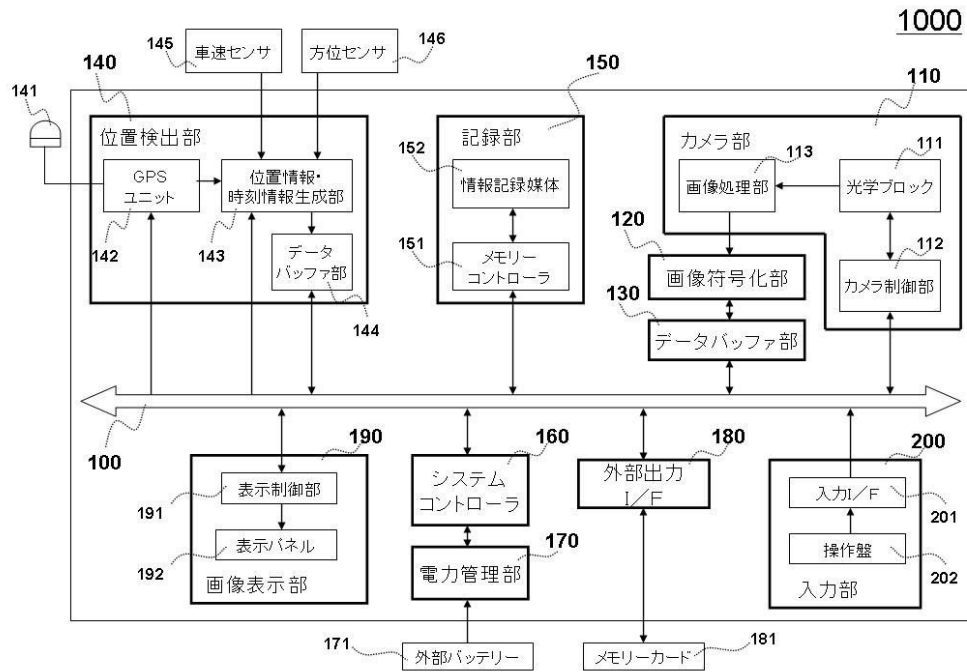 1000
145
車速センサ
方位センサ
146
140
150
110
141
位置検出部
記録部
カメラ部
113
111
GPS
ユニット
位置情報・
時刻情報生成部
152
情報記録媒体
画像処理部
光学ブロック
142
143
データ
バッファ部
144
151
メモリー
コントローラ
120
画像符号化部
112
カメラ制御部
130
データバッファ部
100
190
160
180
200
191
表示制御部
システム
コントローラ
外部出力
I/F
入力I/F
201
192
表示パネル
170
操作盤
202
画像表示部
電力管理部
入力部
171
外部バッテリー
メモリーカード
181